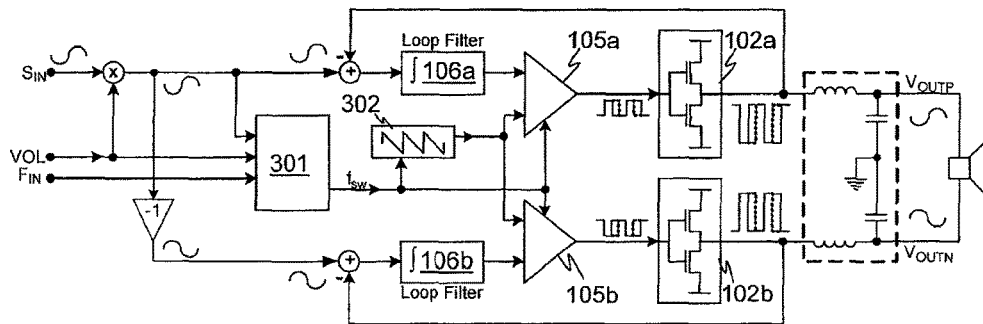 Loop Filter
105a
102a
S_IN
x
-
+
∫ 106a
V_OUTP
302
VOL
F_IN
301
f_sw
-1
+
-
∫ 106b
Loop Filter
105b
102b
V_OUTN